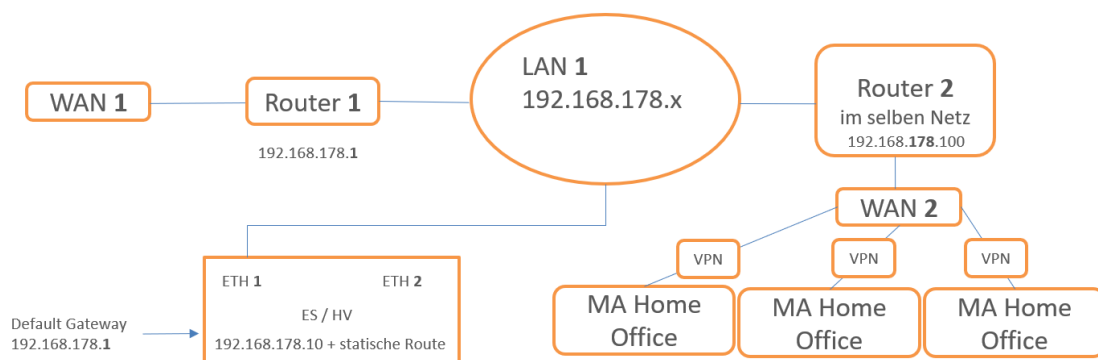 WAN 1
Router 1
192.168.178.1
LAN 1
192.168.178.x
Router 2
im selben Netz
192.168.178.100
WAN 2
VPN
VPN
VPN
MA Home
Office
MA Home
Office
MA Home
Office
ETH 1
ETH 2
ES / HV
192.168.178.10 + statische Route
Default Gateway
192.168.178.1